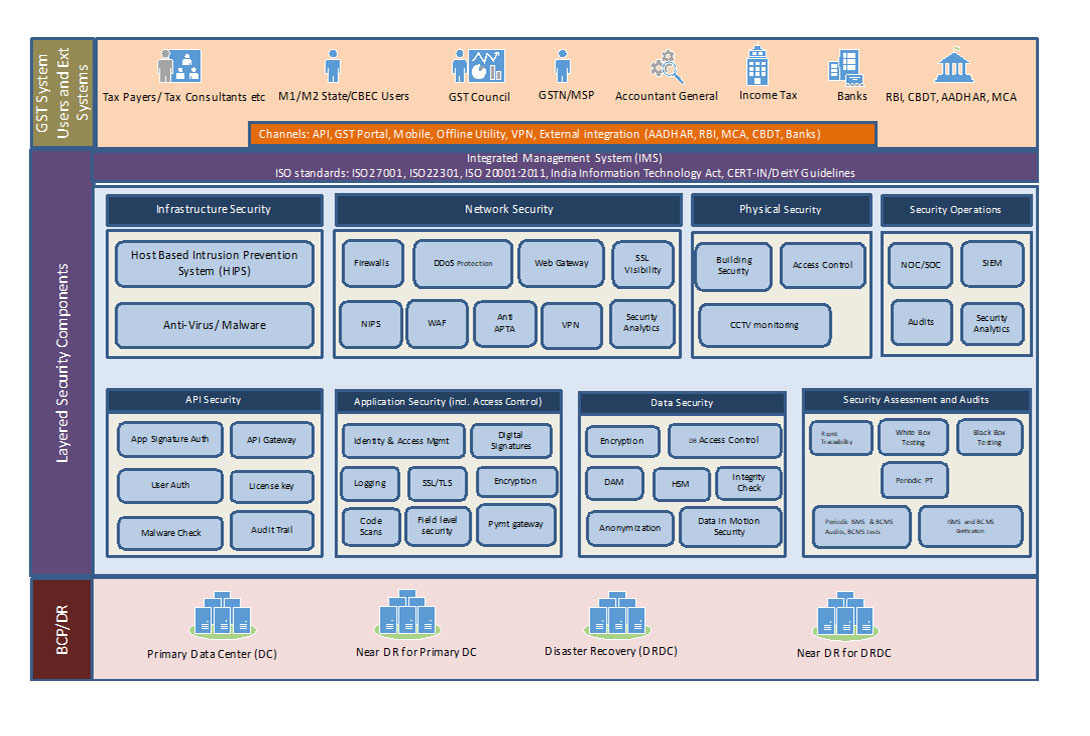 GST System
Users and Ext
Systems
Tax Payers/ Tax Consultants etc
M1/M2 State/CBEC Users
GST Council
GSTN/MSP
Accountant General
Income Tax
Banks
RBI, CBDT, AADHAR, MCA
Channels: API, GST Portal, Mobile, Offline Utility, VPN, External integration (AADHAR, RBI, MCA, CBDT, Banks)
Integrated Management System (IMS)
ISO standards: ISO27001, ISO22301, ISO 20001:2011, India Information Technology Act, CERT-IN/DeitY Guidelines
Layered Security Components
Infrastructure Security
Host Based Intrusion Prevention
System (HIPS)
Anti-Virus/ Malware
Network Security
Firewalls
DDoS Protection
Web Gateway
SSL
Visibility
NIPS
WAF
Anti
APTA
VPN
Security
Analytics
Physical Security
Building
Security
Access Control
CCTV monitoring
Security Operations
NOC/SOC
SIEM
Audits
Security
Analytics
API Security
App Signature Auth
API Gateway
User Auth
License key
Malware Check
Audit Trail
Application Security (incl. Access Control)
Identity & Access Mgmt
Digital
Signatures
Logging
SSL/TLS
Encryption
Code
Scans
Field level
security
Pymt gateway
Data Security
Encryption
DB Access Control
DAM
HSM
Integrity
Check
Anonymization
Data In Motion
Security
Security Assessment and Audits
Rqmt
Traceability
White Box
Testing
Black Box
Testing
Periodic PT
Periodic ISMS & BCMS
Audits, BCMS tests
ISMS and BCMS
Certification
BCP/DR
Primary Data Center (DC)
Near DR for Primary DC
Disaster Recovery (DRDC)
Near DR for DRDC